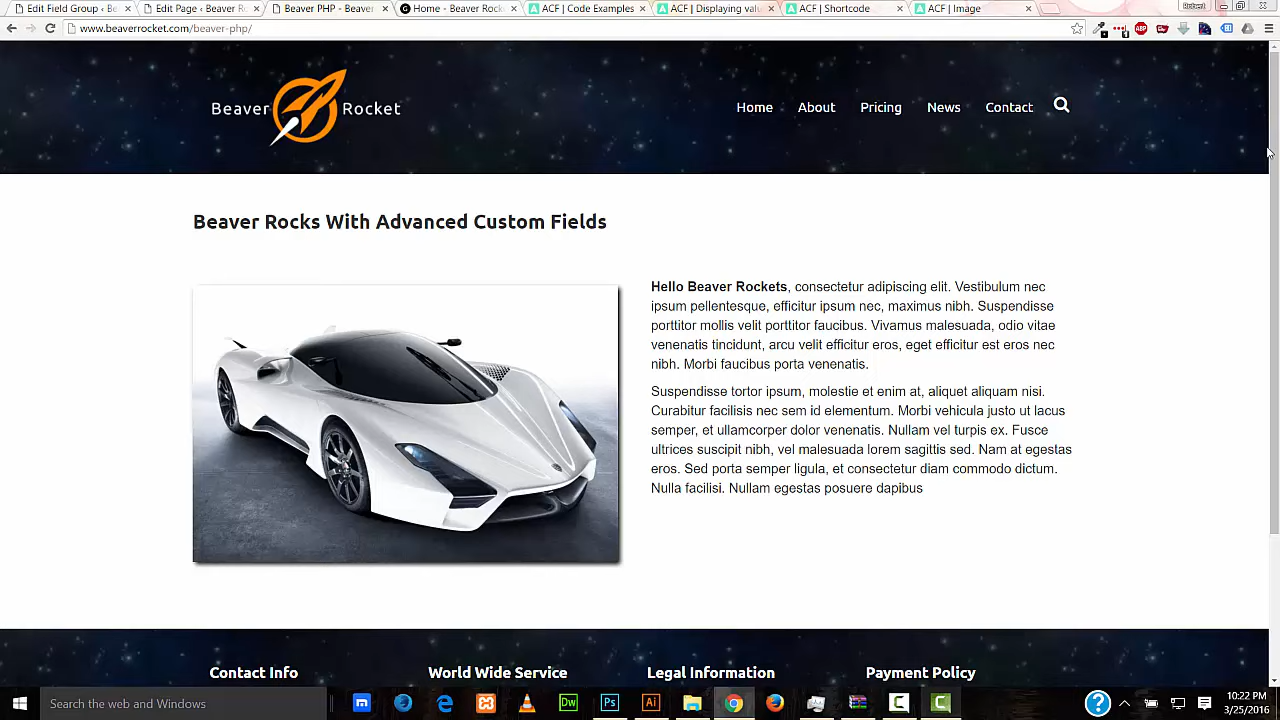 Edit Field Group ‹ Be
Edit Page ‹ Beaver R
Beaver PHP - Beave
Home - Beaver Rock
ACF | Code Examples
ACF | Displaying valu
ACF | Shortcode
ACF | Image
Robert
www.beaverrocket.com/beaver-php/
ABP
Beaver Rocket
Home
About
Pricing
News
Contact
Beaver Rocks With Advanced Custom Fields
Hello Beaver Rockets, consectetur adipiscing elit. Vestibulum nec
ipsum pellentesque, efficitur ipsum nec, maximus nibh. Suspendisse
porttitor mollis velit porttitor faucibus. Vivamus malesuada, odio vitae
venenatis tincidunt, arcu velit efficitur eros, eget efficitur est eros nec
nibh. Morbi faucibus porta venenatis.
Suspendisse tortor ipsum, molestie et enim at, aliquet aliquam nisi.
Curabitur facilisis nec sem id elementum. Morbi vehicula justo ut lacus
semper, et ullamcorper dolor venenatis. Nullam vel turpis ex. Fusce
ultrices suscipit nibh, vel malesuada lorem sagittis sed. Nam at egestas
eros. Sed porta semper ligula, et consectetur diam commodo dictum.
Nulla facilisi. Nullam egestas posuere dapibus
Contact Info
World Wide Service
Legal Information
Payment Policy
Search the web and Windows
Dw
Ps
Ai
10:22 PM
3/25/2016